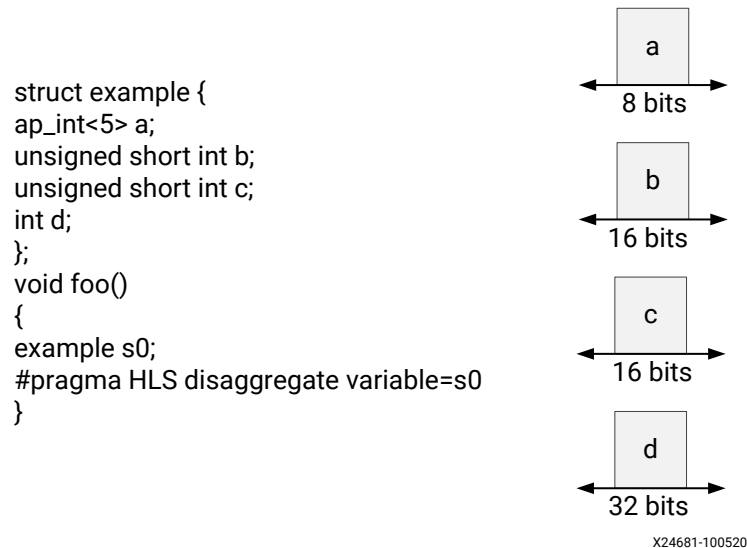 struct example {
ap_int<5> a;
unsigned short int b;
unsigned short int c;
int d;
};
void foo()
{
example s0;
#pragma HLS disaggregate variable=s0
}
a
8 bits
b
16 bits
c
16 bits
d
32 bits
X24681-100520